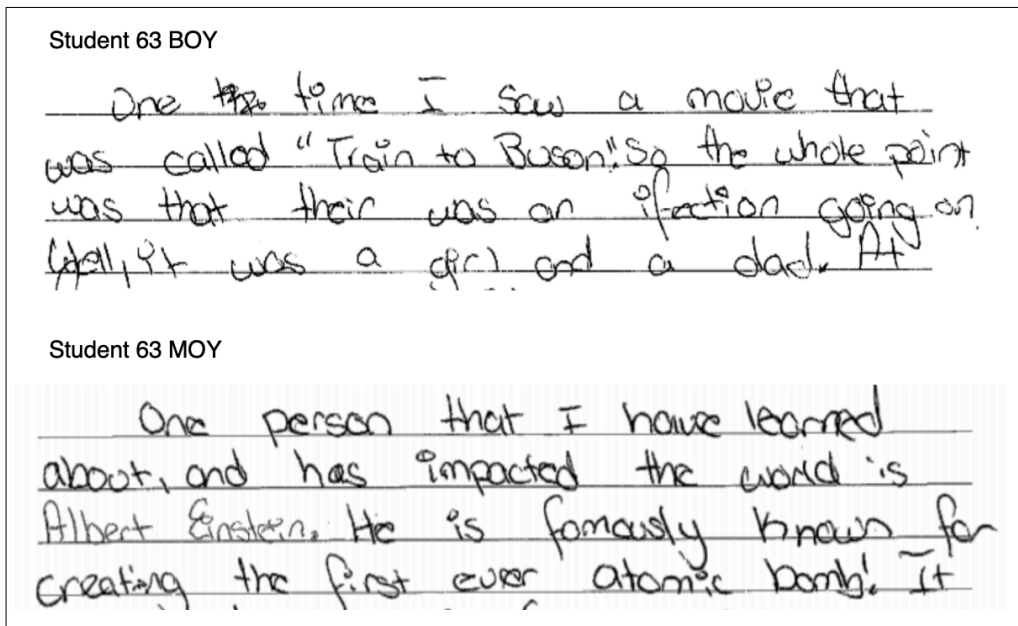 Student 63 BOY
One the time I saw a movie that
was called "Train to Buson". So the whole point
was that their was an ifection going on
Well, it was a girl and a dad. At
Student 63 MOY
One person that I have learned
about, and has impacted the world is
Albert Einstein. He is famously known for
creating the first ever atomic bomb! It